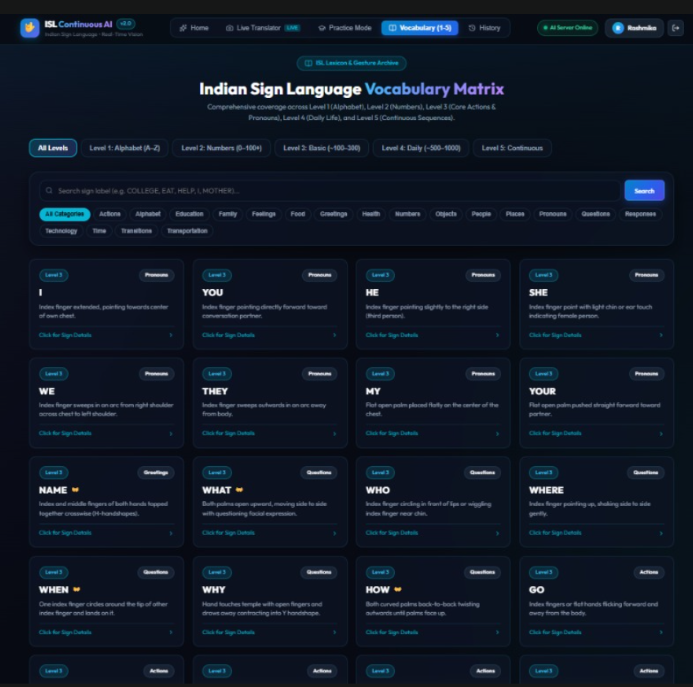 ISL Continuous AI v2.0
Indian Sign Language · Real-Time Vision
Home
Live Translator LIVE
Practice Mode
Vocabulary (1-5)
History
AI Server Online
Rashmika
ISL Lexicon & Gesture Archive
Indian Sign Language Vocabulary Matrix
Comprehensive coverage across Level 1 (Alphabet), Level 2 (Numbers), Level 3 (Core Actions &
Pronouns), Level 4 (Daily Life), and Level 5 (Continuous Sequences).
All Levels
Level 1: Alphabet (A-Z)
Level 2: Numbers (0-100+)
Level 3: Basic (~100-300)
Level 4: Daily (~500-1000)
Level 5: Continuous
Search sign label (e.g. COLLEGE, EAT, HELP, I, MOTHER)...
Search
All Categories Actions Alphabet Education Family Feelings Food Greetings Health Numbers Objects People Places Pronouns Questions Responses
Technology Time Transitions Transportation
Level 3 Pronouns
I
Index finger extended, pointing towards center
of own chest.
Click for Sign Details
Level 3 Pronouns
YOU
Index finger pointing directly forward toward
conversation partner.
Click for Sign Details
Level 3 Pronouns
HE
Index finger pointing slightly to the right side
(third person).
Click for Sign Details
Level 3 Pronouns
SHE
Index finger point with light chin or ear touch
indicating female person.
Click for Sign Details
Level 3 Pronouns
WE
Index finger sweeps in an arc from right shoulder
across chest to left shoulder.
Click for Sign Details
Level 3 Pronouns
THEY
Index finger sweeps outwards in an arc away
from body.
Click for Sign Details
Level 3 Pronouns
MY
Flat open palm placed flatly on the center of the
chest.
Click for Sign Details
Level 3 Pronouns
YOUR
Flat open palm pushed straight forward toward
partner.
Click for Sign Details
Level 3 Greetings
NAME
Index and middle fingers of both hands tapped
together crosswise (H-handshapes).
Click for Sign Details
Level 3 Questions
WHAT
Both palms open upward, moving side to side
with questioning facial expression.
Click for Sign Details
Level 3 Questions
WHO
Index finger circling in front of lips or wiggling
index finger near chin.
Click for Sign Details
Level 3 Questions
WHERE
Index finger pointing up, shaking side to side
gently.
Click for Sign Details
Level 3 Questions
WHEN
One index finger circles around the tip of other
index finger and lands on it.
Click for Sign Details
Level 3 Questions
WHY
Hand touches temple with open fingers and
draws away contracting into Y handshape.
Click for Sign Details
Level 3 Questions
HOW
Both curved palms back-to-back twisting
outwards until palms face up.
Click for Sign Details
Level 3 Actions
GO
Index fingers or flat hands flicking forward and
away from the body.
Click for Sign Details
Level 3 Actions
Level 3 Actions
Level 3 Actions
Level 3 Actions